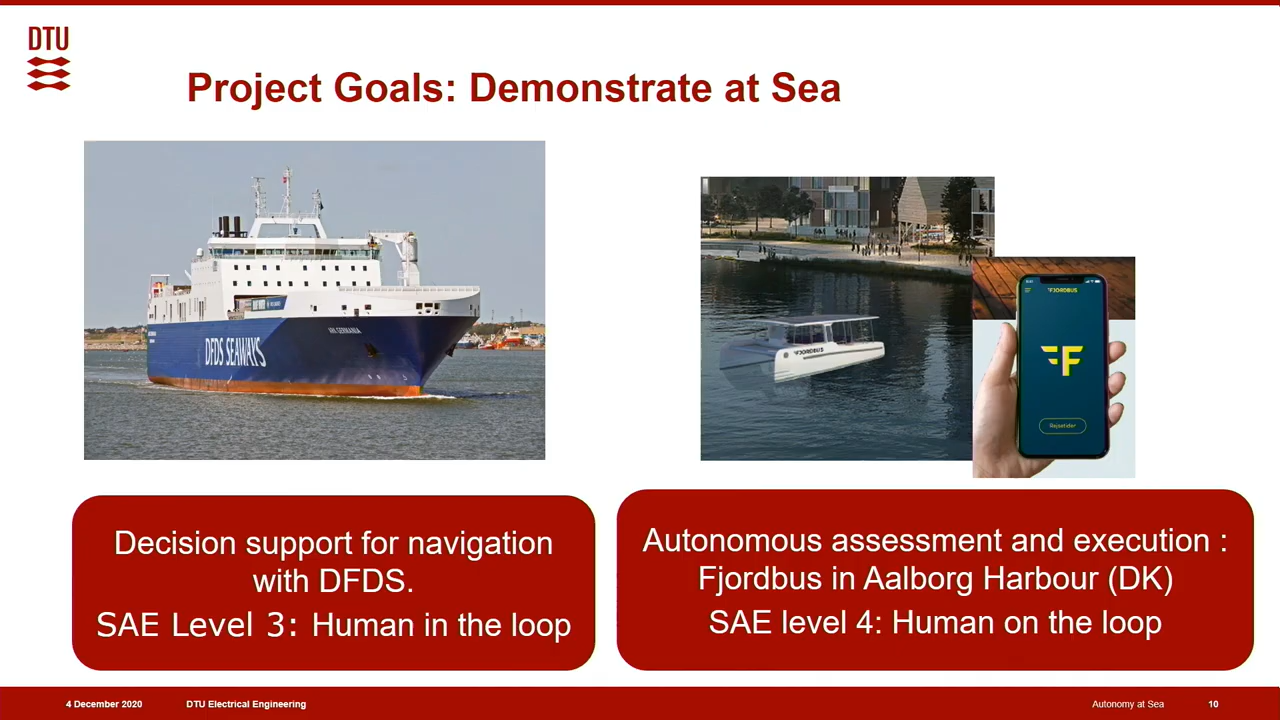 DTU
Project Goals: Demonstrate at Sea
DFDS SEAWAYS
FJORDBUS
FJORDBUS
F
Rejsetider
Decision support for navigation
with DFDS.
SAE Level 3: Human in the loop
Autonomous assessment and execution :
Fjordbus in Aalborg Harbour (DK)
SAE level 4: Human on the loop
4 December 2020
DTU Electrical Engineering
Autonomy at Sea
10